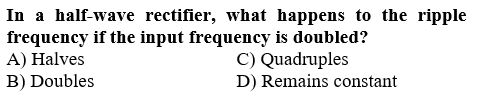 In a half-wave rectifier, what happens to the ripple
frequency if the input frequency is doubled?
A) Halves C) Quadruples
B) Doubles D) Remains constant